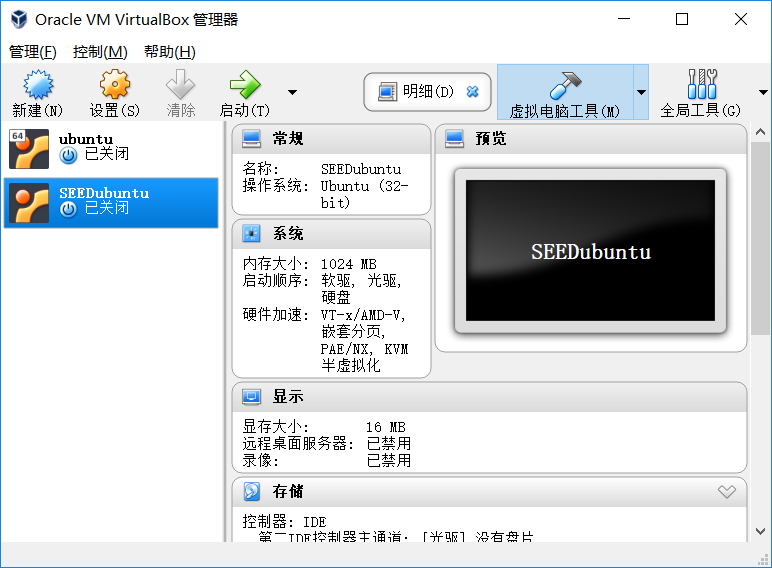 Oracle VM VirtualBox 管理器
管理(F) 控制(M) 帮助(H)
新建(N) 设置(S) 清除 启动(T) 明细(D) 虚拟电脑工具(M) 全局工具(G)
64 ubuntu
已关闭
SEEDubuntu
已关闭
常规
名称: SEEDubuntu
操作系统: Ubuntu (32-
bit)
系统
内存大小: 1024 MB
启动顺序: 软驱, 光驱,
硬盘
硬件加速: VT-x/AMD-V,
嵌套分页,
PAE/NX, KVM
半虚拟化
预览
SEEDubuntu
显示
显存大小: 16 MB
远程桌面服务器: 已禁用
录像: 已禁用
存储
控制器: IDE
第二IDE控制器主通道: [光驱] 没有盘片